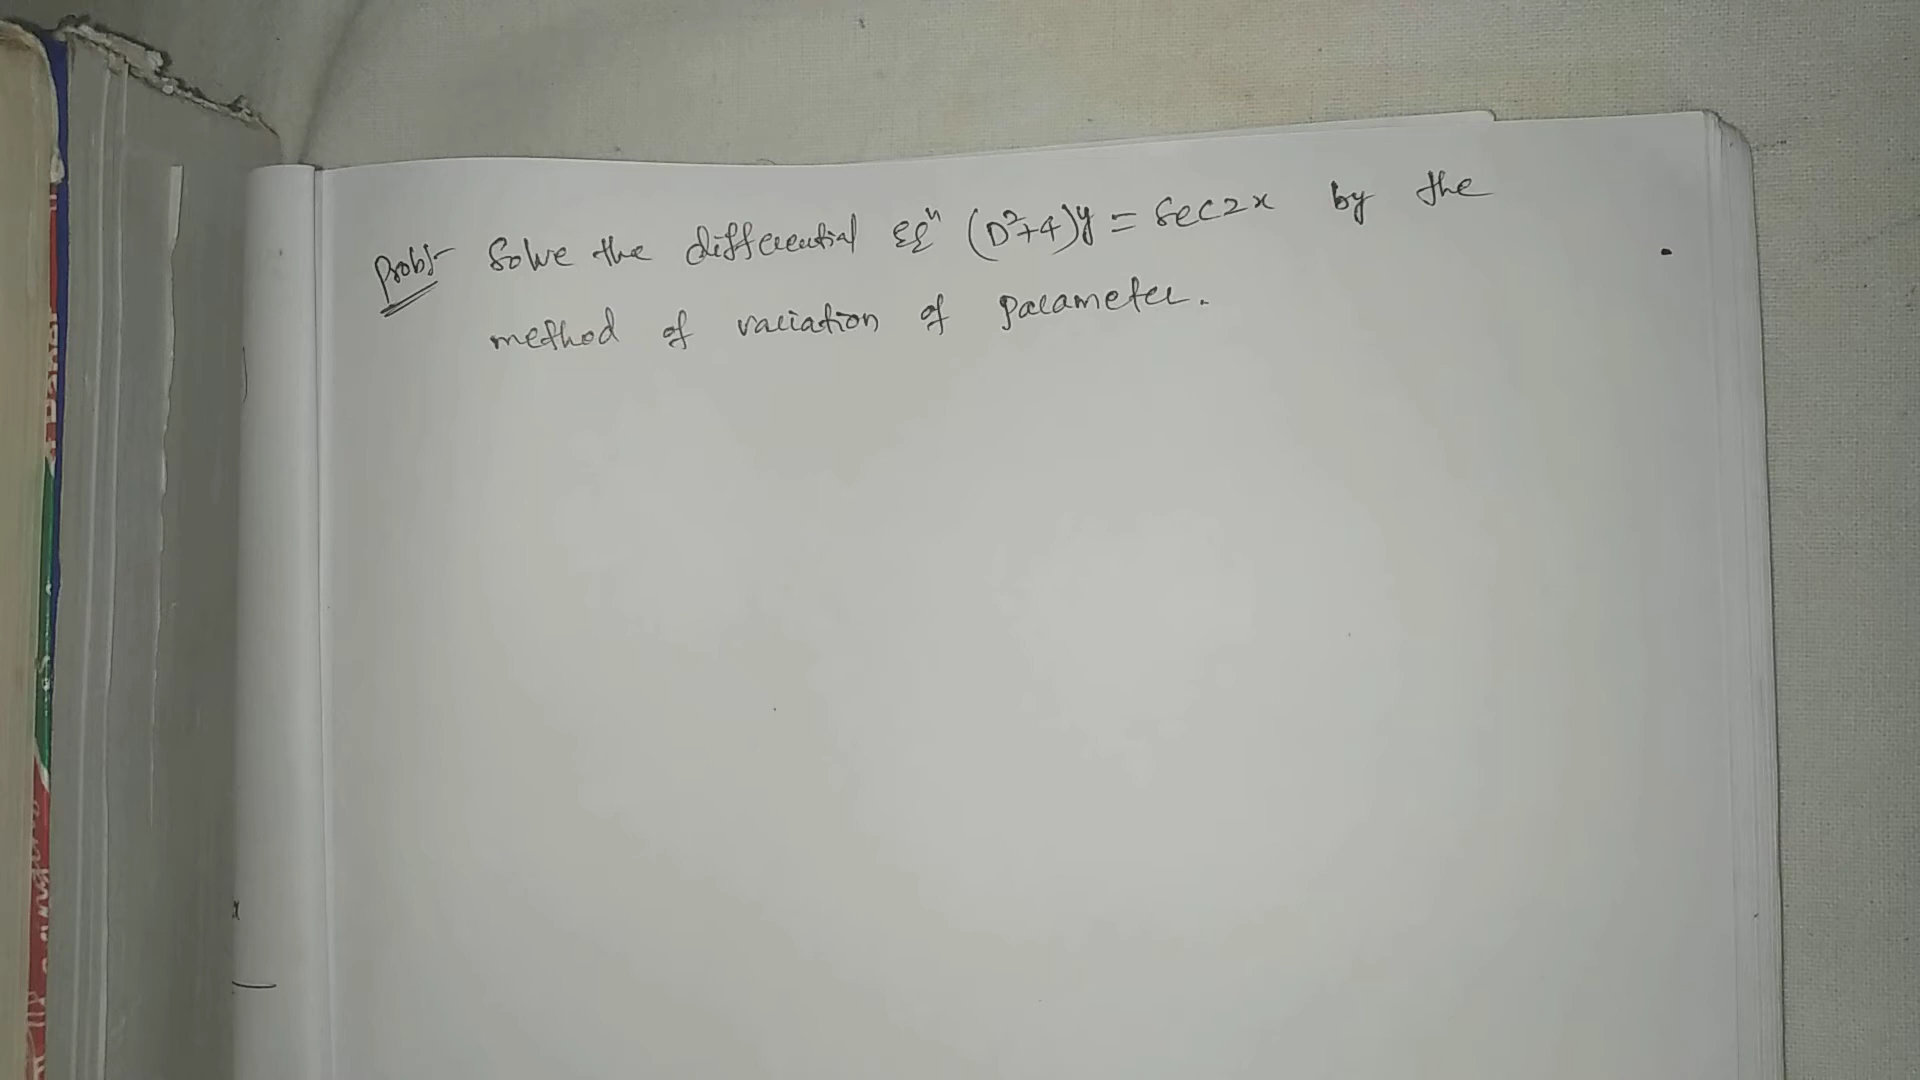 Prob:- Solve the differential Eqⁿ (D²+4)y = sec2x by the
method of variation of parameter.
x